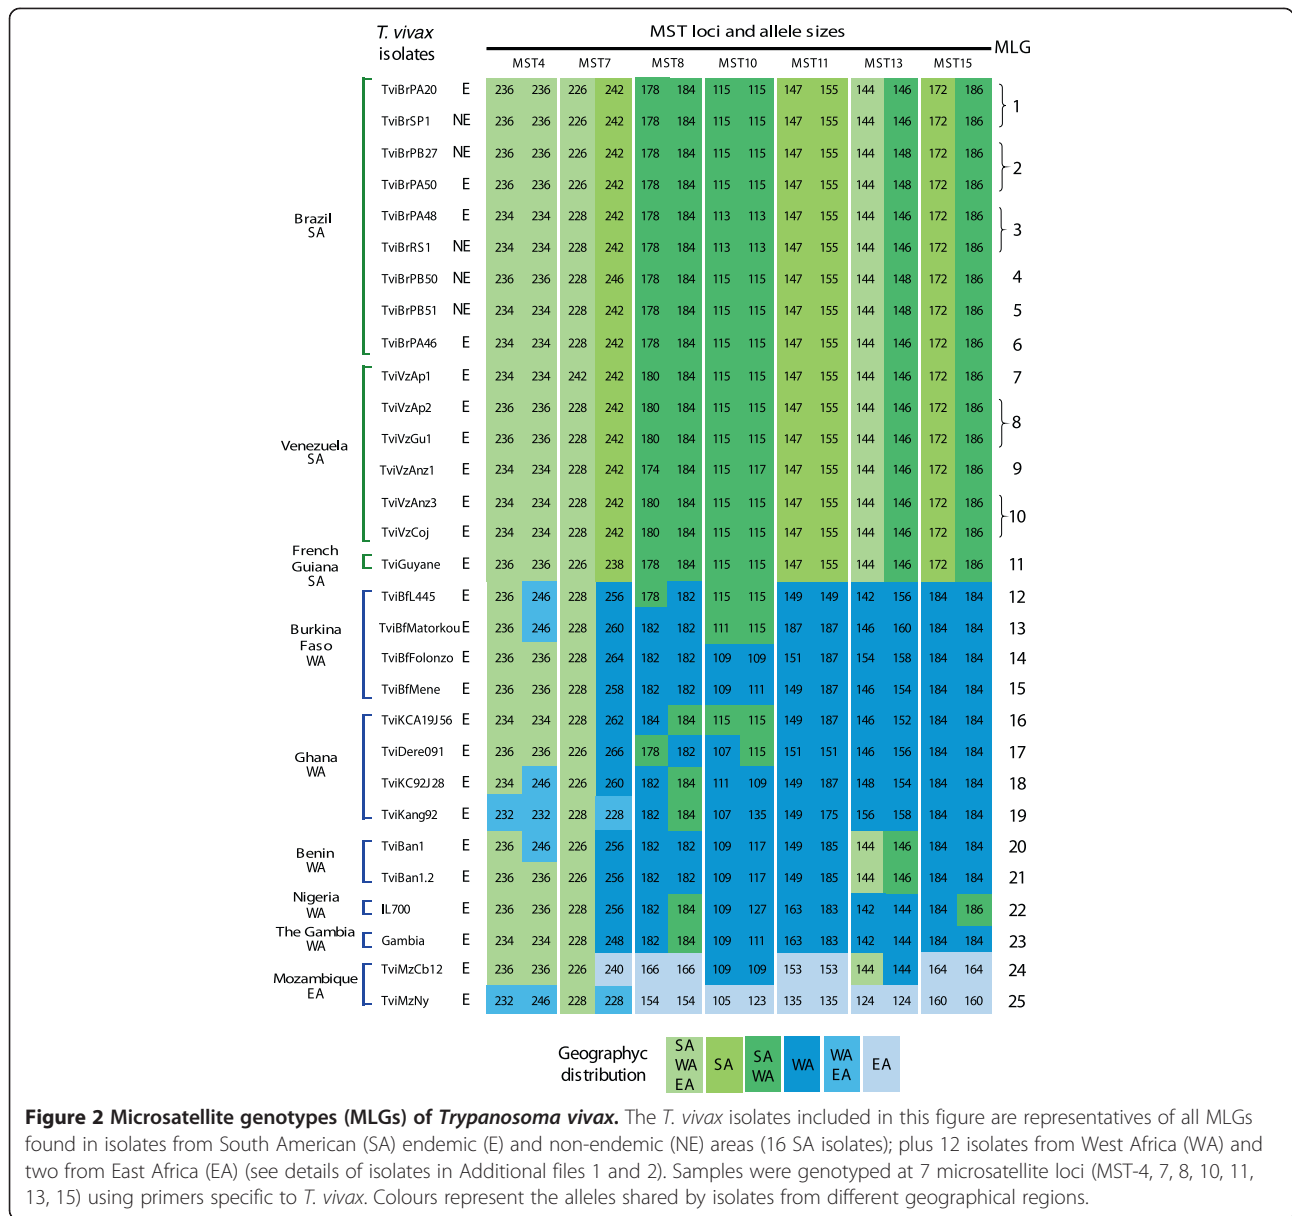 T. vivax
isolates
MST loci and allele sizes
MLG
MST4 MST7 MST8 MST10 MST11 MST13 MST15
TviBrPA20 E 236 236 226 242 178 184 115 115 147 155 144 146 172 186
1
TviBrSP1 NE 236 236 226 242 178 184 115 115 147 155 144 146 172 186
TviBrPB27 NE 236 236 226 242 178 184 115 115 147 155 144 148 172 186
2
TviBrPA50 E 236 236 226 242 178 184 115 115 147 155 144 148 172 186
Brazil
SA
TviBrPA48 E 234 234 228 242 178 184 113 113 147 155 144 146 172 186
3
TviBrRS1 NE 234 234 228 242 178 184 113 113 147 155 144 146 172 186
TviBrPB50 NE 236 236 228 246 178 184 115 115 147 155 144 148 172 186 4
TviBrPB51 NE 234 234 228 242 178 184 115 115 147 155 144 148 172 186 5
TviBrPA46 E 234 234 228 242 178 184 115 115 147 155 144 146 172 186 6
TviVzAp1 E 234 234 242 242 180 184 115 115 147 155 144 146 172 186 7
TviVzAp2 E 236 236 228 242 180 184 115 115 147 155 144 146 172 186
8
TviVzGu1 E 236 236 228 242 180 184 115 115 147 155 144 146 172 186
Venezuela
SA
TviVzAnz1 E 234 234 228 242 174 184 115 117 147 155 144 146 172 186 9
TviVzAnz3 E 234 234 228 242 180 184 115 115 147 155 144 146 172 186
10
TviVzCoj E 234 234 228 242 180 184 115 115 147 155 144 146 172 186
French
Guiana
SA
TviGuyane E 236 236 226 238 178 184 115 115 147 155 144 146 172 186 11
TviBfL445 E 236 246 228 256 178 182 115 115 149 149 142 156 184 184 12
Burkina
Faso
WA
TviBfMatorkou E 236 246 228 260 182 182 111 115 187 187 146 160 184 184 13
TviBfFolonzo E 236 236 228 264 182 182 109 109 151 187 154 158 184 184 14
TviBfMene E 236 236 228 258 182 182 109 111 149 187 146 154 184 184 15
TviKCA19J56 E 234 234 228 262 184 184 115 115 149 187 146 152 184 184 16
Ghana
WA
TviDere091 E 236 236 226 266 178 182 107 115 151 151 146 156 184 184 17
TviKC92J28 E 234 246 226 260 182 184 111 109 149 187 148 154 184 184 18
TviKang92 E 232 232 228 228 182 184 107 135 149 175 156 158 184 184 19
Benin
WA
TviBan1 E 236 246 226 256 182 182 109 117 149 185 144 146 184 184 20
TviBan1.2 E 236 236 226 256 182 182 109 117 149 185 144 146 184 184 21
Nigeria
WA
IL700 E 236 236 228 256 182 184 109 127 163 183 142 144 184 186 22
The Gambia
WA
Gambia E 234 234 228 248 182 184 109 111 163 183 142 144 184 184 23
Mozambique
EA
TviMzCb12 E 236 236 226 240 166 166 109 109 153 153 144 144 164 164 24
TviMzNy E 232 246 228 228 154 154 105 123 135 135 124 124 160 160 25
Geographyc
distribution
SA
WA
EA
SA
SA
WA
WA
WA
EA
EA
Figure 2 Microsatellite genotypes (MLGs) of Trypanosoma vivax. The T. vivax isolates included in this figure are representatives of all MLGs
found in isolates from South American (SA) endemic (E) and non-endemic (NE) areas (16 SA isolates); plus 12 isolates from West Africa (WA) and
two from East Africa (EA) (see details of isolates in Additional files 1 and 2). Samples were genotyped at 7 microsatellite loci (MST-4, 7, 8, 10, 11,
13, 15) using primers specific to T. vivax. Colours represent the alleles shared by isolates from different geographical regions.